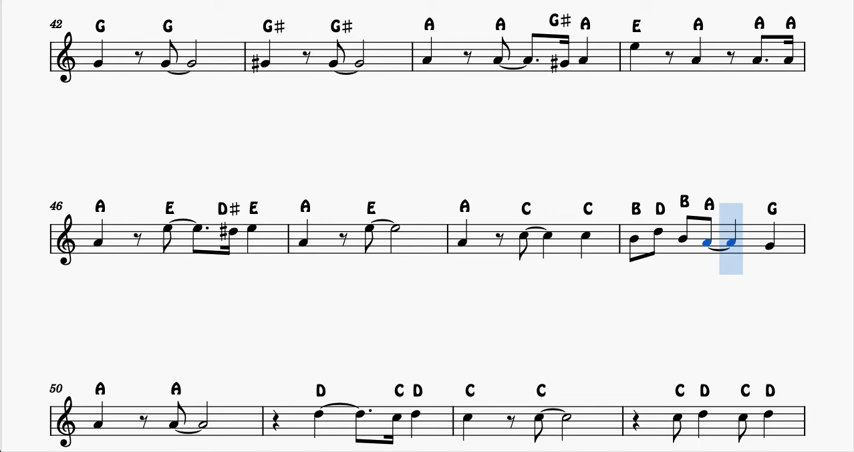 42 G G G# G# A A G# A E A A A
46 A E D# E A E A C C B D B A G
50 A A D C D C C C D C D